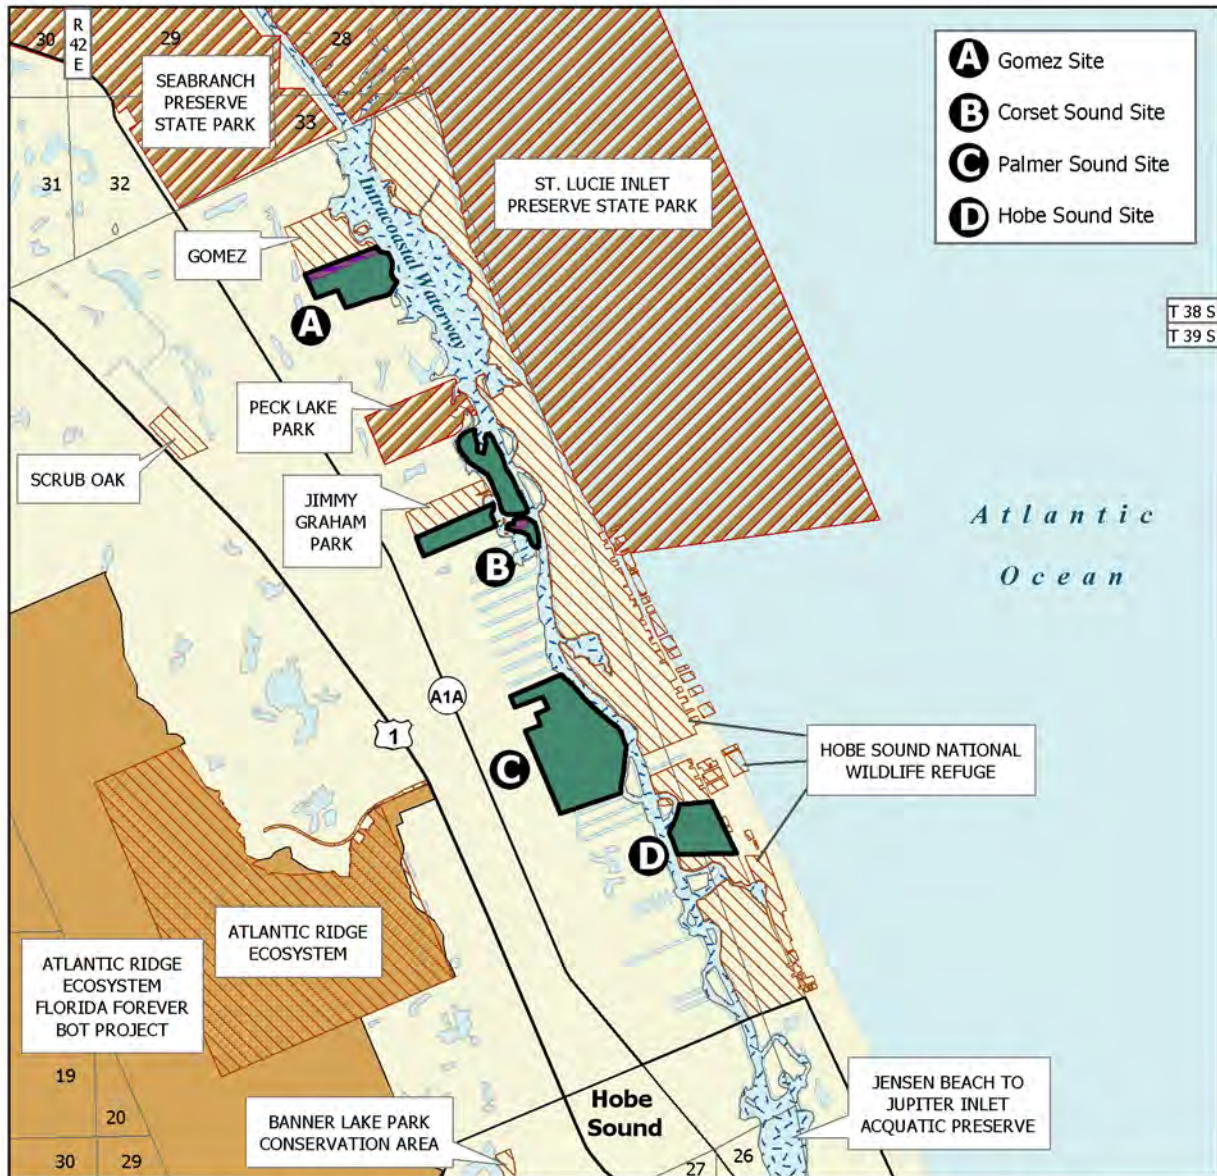 30
R
42
E
29
28
SEABRANCH
PRESERVE
STATE PARK
33
31
32
A Gomez Site
B Corset Sound Site
C Palmer Sound Site
D Hobe Sound Site
ST. LUCIE INLET
PRESERVE STATE PARK
Intracoastal Waterway
GOMEZ
A
T 38 S
T 39 S
PECK LAKE
PARK
SCRUB OAK
JIMMY
GRAHAM
PARK
B
Atlantic
Ocean
A1A
1
C
HOBE SOUND NATIONAL
WILDLIFE REFUGE
D
ATLANTIC RIDGE
ECOSYSTEM
ATLANTIC RIDGE
ECOSYSTEM
FLORIDA FOREVER
BOT PROJECT
19
20
30
29
BANNER LAKE PARK
CONSERVATION AREA
Hobe
Sound
JENSEN BEACH TO
JUPITER INLET
ACQUATIC PRESERVE
27
26